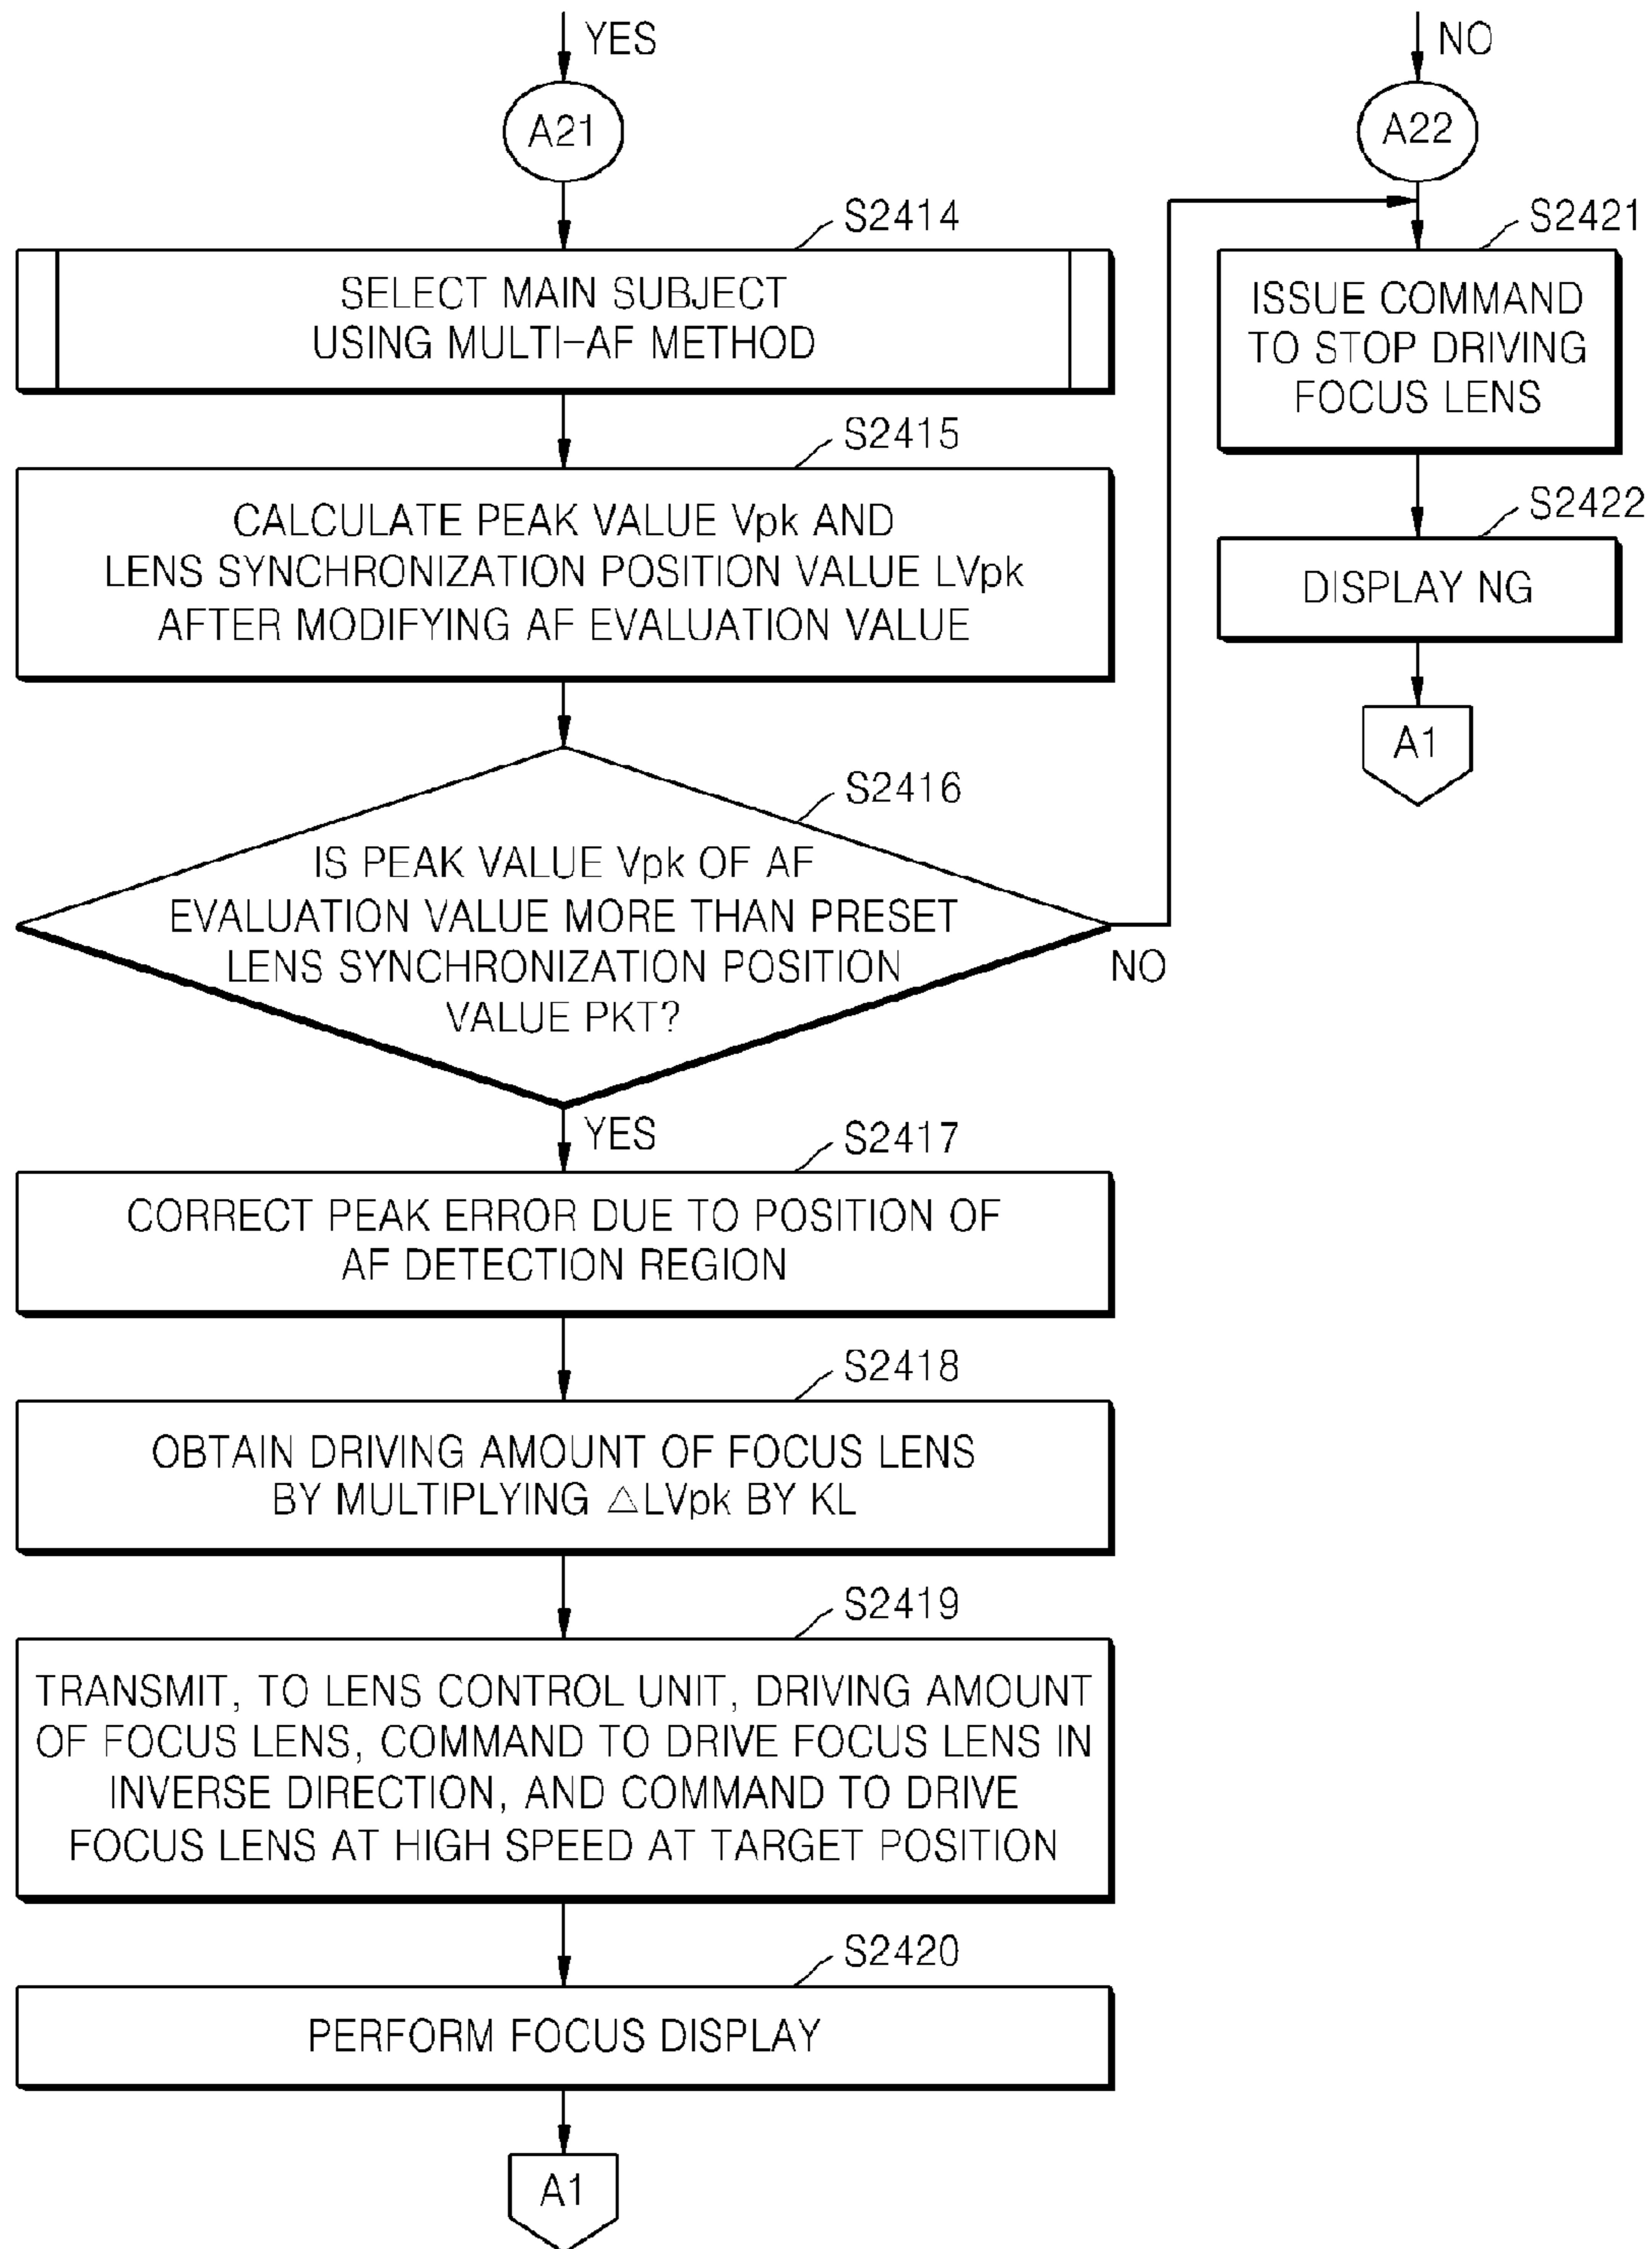 YES
A21
S2414
SELECT MAIN SUBJECT
USING MULTI-AF METHOD
S2415
CALCULATE PEAK VALUE Vpk AND
LENS SYNCHRONIZATION POSITION VALUE LVpk
AFTER MODIFYING AF EVALUATION VALUE
S2416
IS PEAK VALUE Vpk OF AF
EVALUATION VALUE MORE THAN PRESET
LENS SYNCHRONIZATION POSITION
VALUE PKT?
NO
YES
S2417
CORRECT PEAK ERROR DUE TO POSITION OF
AF DETECTION REGION
S2418
OBTAIN DRIVING AMOUNT OF FOCUS LENS
BY MULTIPLYING △LVpk BY KL
S2419
TRANSMIT, TO LENS CONTROL UNIT, DRIVING AMOUNT
OF FOCUS LENS, COMMAND TO DRIVE FOCUS LENS IN
INVERSE DIRECTION, AND COMMAND TO DRIVE
FOCUS LENS AT HIGH SPEED AT TARGET POSITION
S2420
PERFORM FOCUS DISPLAY
A1
NO
A22
S2421
ISSUE COMMAND
TO STOP DRIVING
FOCUS LENS
S2422
DISPLAY NG
A1